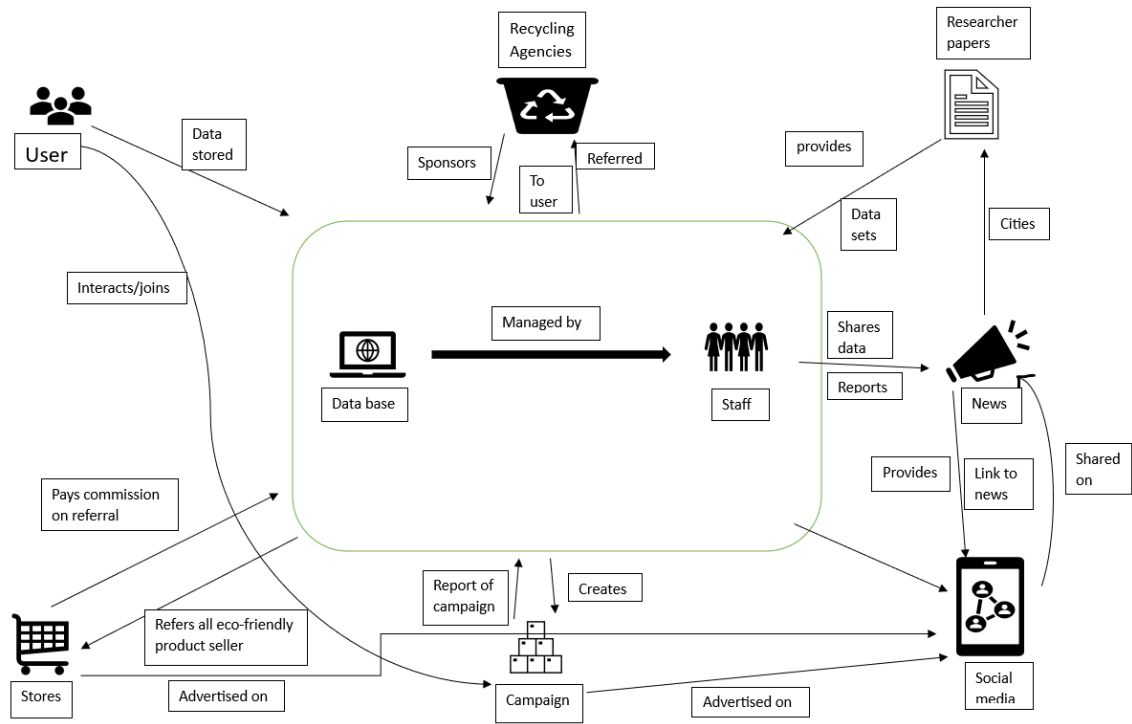 Recycling
Agencies
Researcher
papers
User
Data
stored
Sponsors
To
user
Referred
provides
Data
sets
Cities
Interacts/joins
Managed by
Shares
data
Reports
Data base
Staff
News
Provides
Link to
news
Shared
on
Pays commission
on referral
Report of
campaign
Creates
Refers all eco-friendly
product seller
Stores
Advertised on
Campaign
Advertised on
Social
media